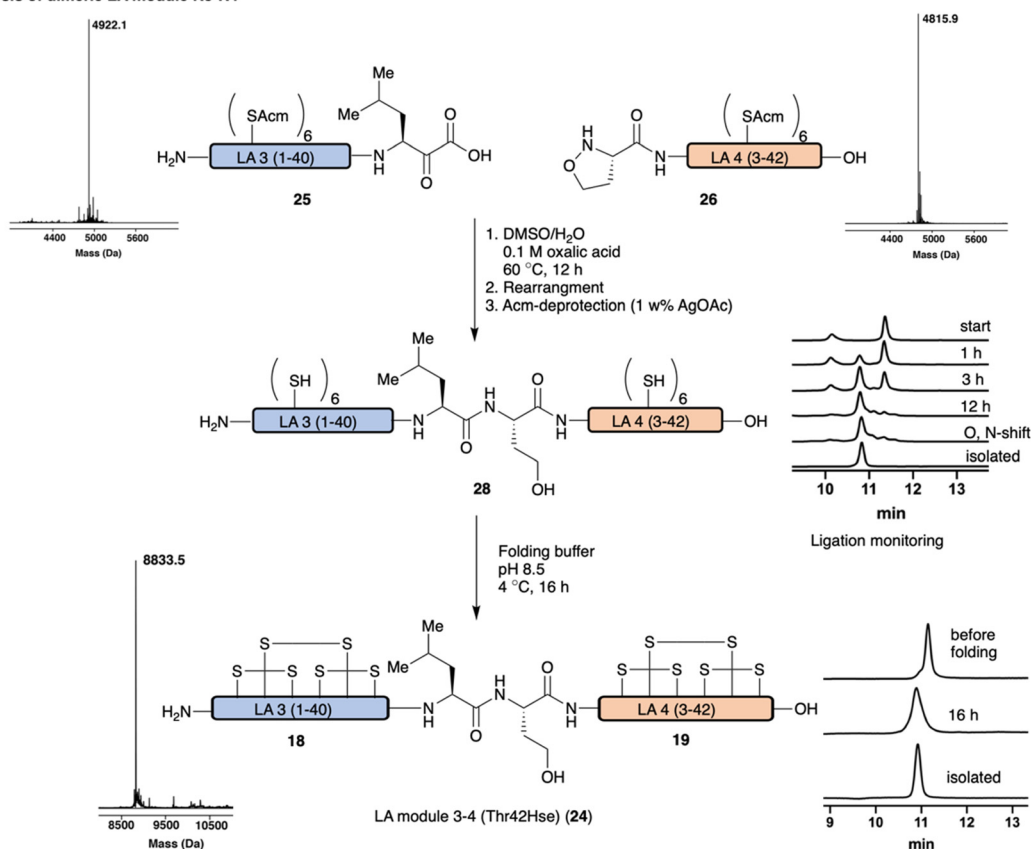 4922.1
4400 5000 5600
Mass (Da)
Me
Me
SAcm
6
H2N
LA 3 (1-40)
N
H
O
O
OH
25
4815.9
4400 5000 5600
Mass (Da)
H
N
O
O
N
H
SAcm
6
LA 4 (3-42)
OH
26
1. DMSO/H2O
0.1 M oxalic acid
60 °C, 12 h
2. Rearrangment
3. Acm-deprotection (1 w% AgOAc)
Me
Me
SH
6
H2N
LA 3 (1-40)
N
H
O
H
N
O
N
H
OH
SH
6
LA 4 (3-42)
OH
28
start
1 h
3 h
12 h
O, N-shift
isolated
10 11 12 13
min
Ligation monitoring
Folding buffer
pH 8.5
4 °C, 16 h
8833.5
8500 9500 10500
Mass (Da)
S S
S S S S
H2N
LA 3 (1-40)
18
Me
Me
N
H
O
H
N
O
N
H
OH
S S
S S S S
LA 4 (3-42)
OH
19
LA module 3-4 (Thr42Hse) (24)
before
folding
16 h
isolated
9 10 11 12 13
min